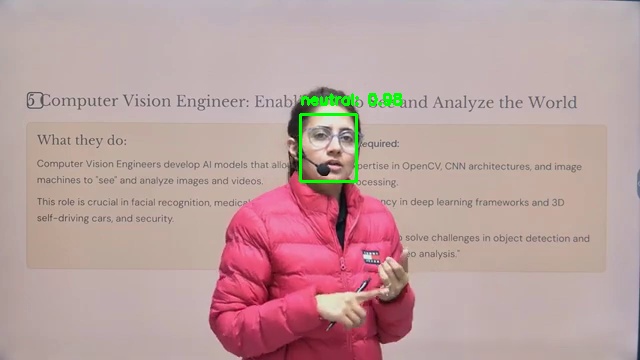 5 Computer Vision Engineer: Enabl and Analyze the World
neutral:
What they do:
equired:
Computer Vision Engineers develop AI models that allo
pertise in OpenCV, CNN architectures, and image
machines to "see" and analyze images and videos.
ocessing.
This role is crucial in facial recognition, medical
ncy in deep learning frameworks and 3D
self-driving cars, and security.
o solve challenges in object detection and
eo analysis."